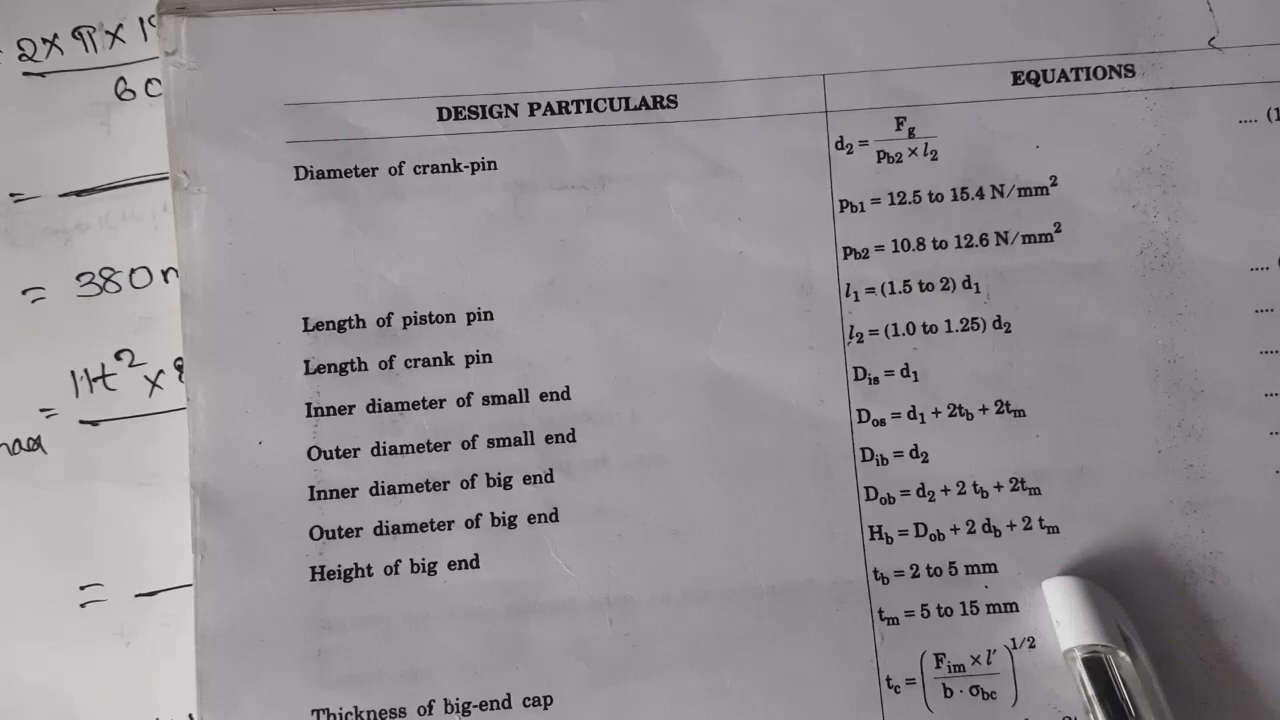 2×π×19
60
=
= 380
11t²×
=
=
DESIGN PARTICULARS
EQUATIONS
Diameter of crank-pin
d₂ = F_g / (p_b2 × l₂)
.... (1
p_b1 = 12.5 to 15.4 N/mm²
p_b2 = 10.8 to 12.6 N/mm²
Length of piston pin
l₁ = (1.5 to 2) d₁
.... (
Length of crank pin
l₂ = (1.0 to 1.25) d₂
....
Inner diameter of small end
D_is = d₁
....
Outer diameter of small end
D_os = d₁ + 2t_b + 2t_m
...
Inner diameter of big end
D_ib = d₂
..
Outer diameter of big end
D_ob = d₂ + 2 t_b + 2t_m
Height of big end
H_b = D_ob + 2 d_b + 2 t_m
t_b = 2 to 5 mm
t_m = 5 to 15 mm
Thickness of big-end cap
t_c = (F_im × l′ / b · σ_bc)^1/2